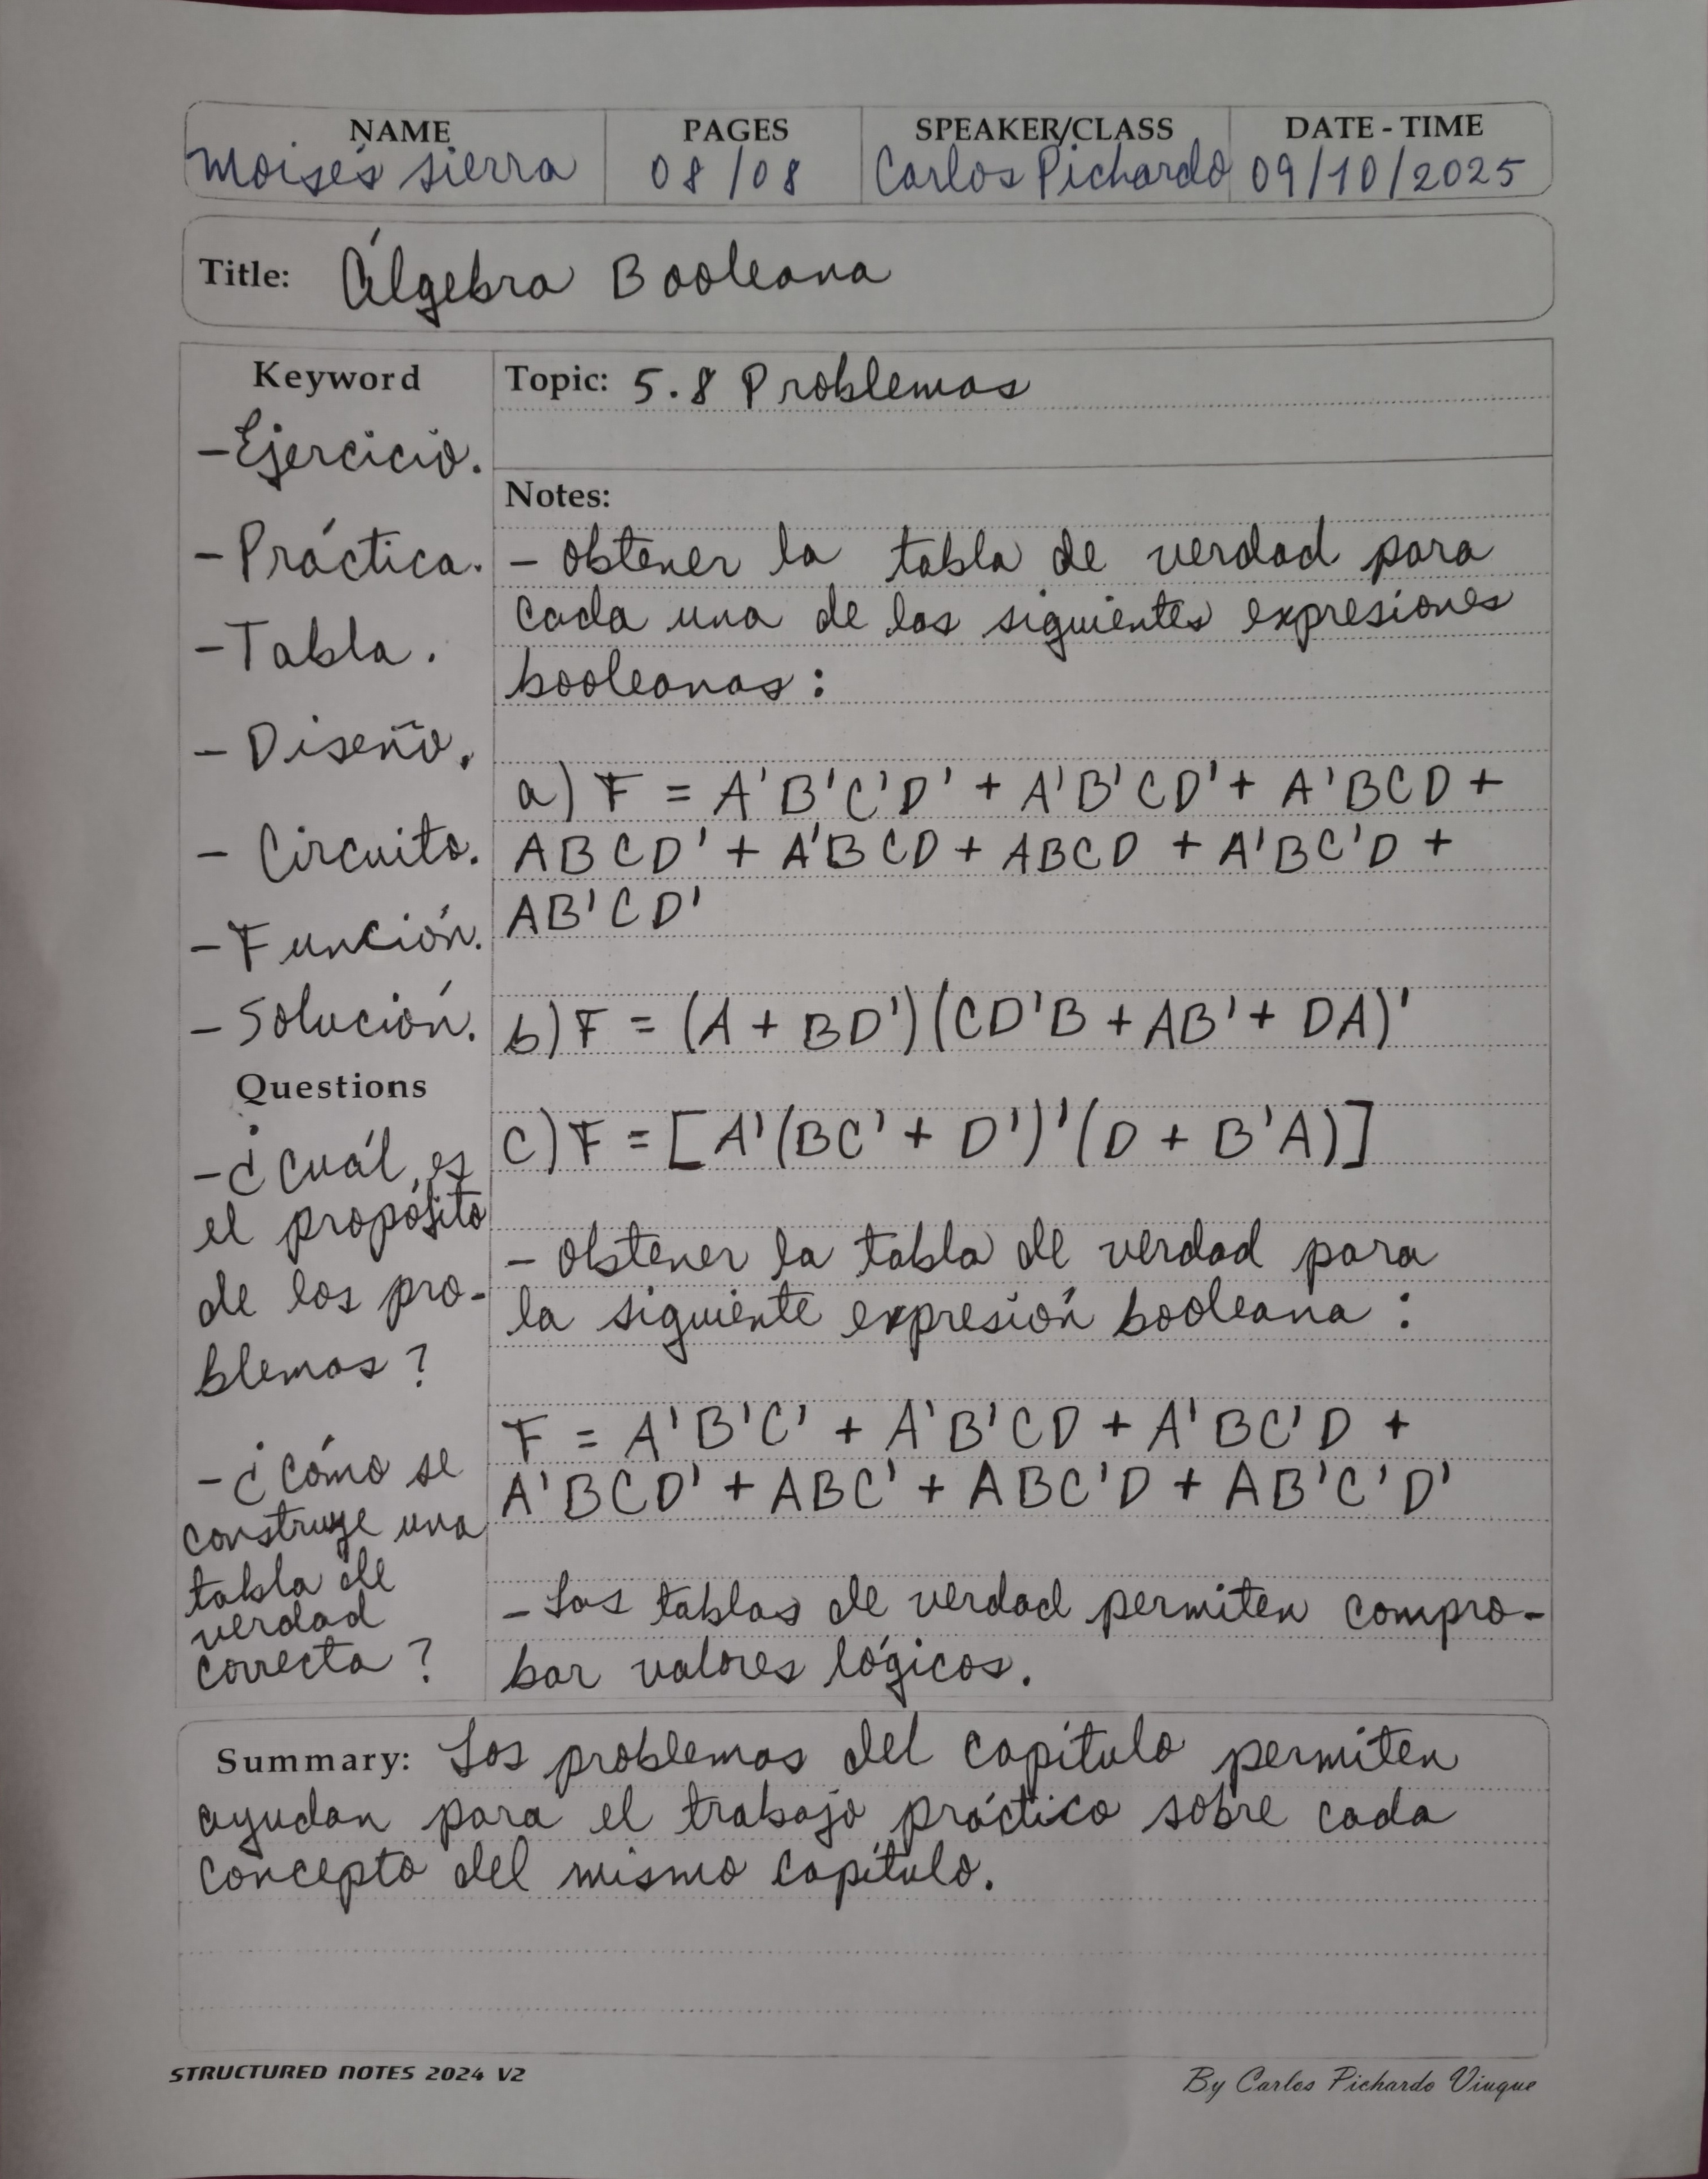 NAME PAGES SPEAKER/CLASS DATE - TIME
Moisés Sierra 08/08 Carlos Pichardo 09/10/2025
Title: Álgebra Booleana
Keyword
-Ejercicio.
-Práctica.
-Tabla.
-Diseño.
-Circuito.
-Función.
-Solución.
Questions
-¿Cuál es
el propósito
de los pro-
blemas?
-¿Cómo se
construye una
tabla de
verdad
correcta?
Topic: 5.8 Problemas
Notes:
- Obtener la tabla de verdad para
cada una de las siguientes expresiones
booleanas:
a) F = A'B'C'D' + A'B'CD' + A'BCD +
ABCD' + A'BCD + ABCD + A'BC'D +
AB'CD'
b) F = (A + BD')(CD'B + AB' + DA)'
c) F = [A'(BC' + D')'(D + B'A)]
- Obtener la tabla de verdad para
la siguiente expresión booleana:
F = A'B'C' + A'B'CD + A'BC'D +
A'BCD' + ABC' + ABC'D + AB'C'D'
- Las tablas de verdad permiten compro-
bar valores lógicos.
Summary: Los problemas del capítulo permiten
ayudan para el trabajo práctico sobre cada
concepto del mismo capítulo.
STRUCTURED NOTES 2024 V2
By Carlos Pichardo Viuque